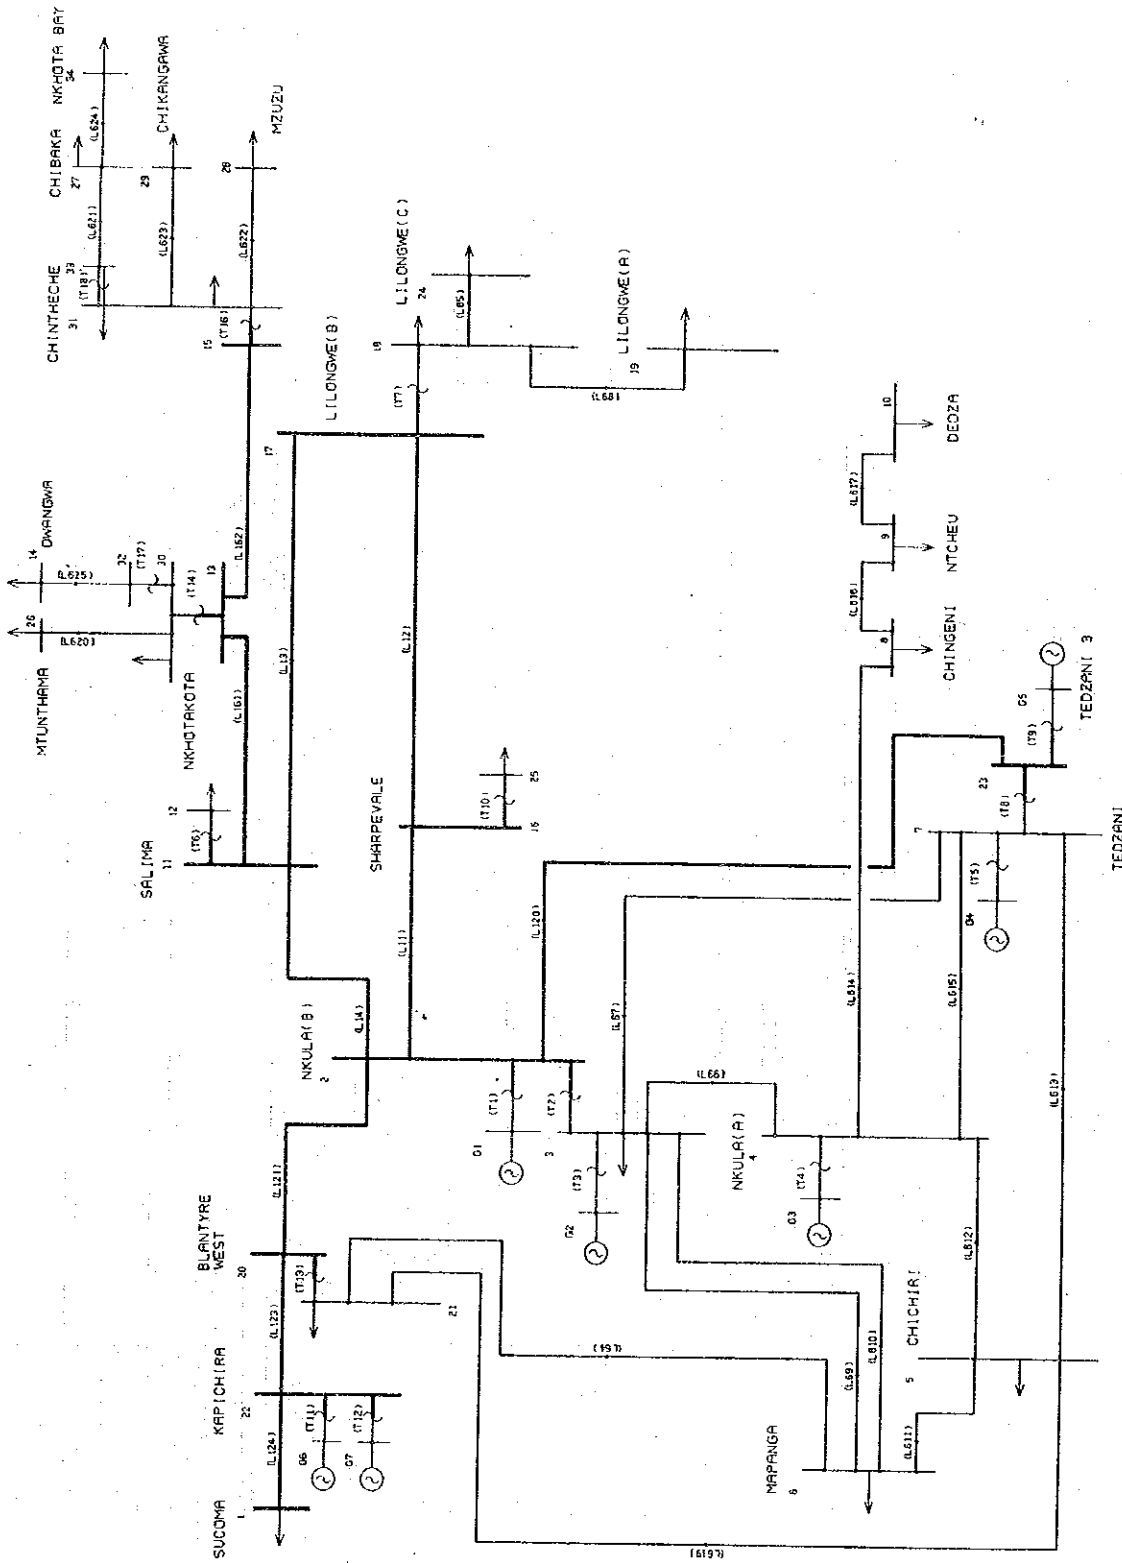 SUCOMA
1
(L124)
KAPICHIRA
22
(T11)
G6
(T12)
G7
(L123)
BLANTYRE
WEST
20
(T13)
21
(L121)
NKULA(B)
2
(L14)
(T1)
G1
(T2)
3
(T3)
G2
(L11)
(L120)
(L67)
NKULA(A)
4
(T4)
G3
(L610)
(L69)
MAPANGA
6
(L611)
CHICHIRI
5
(L612)
(L613)
(L619)
(L614)
(L615)
SALIMA
11
(T6)
12
(L161)
SHARPEVALE
16
(T10)
25
(L13)
(L12)
NKHOTAKOTA
13
(T14)
30
(T17)
32
MTUNTHAMA
26
(L620)
DWANGWA
14
(L625)
(L162)
15
(T16)
CHINTHECHE
31
(T18)
33
CHIBAKA
27
(L621)
NKHOTA BAY
34
(L624)
CHIKANGAWA
29
(L623)
MZUZU
28
(L622)
LILONGWE(B)
17
(T7)
LILONGWE(C)
18
24
(L65)
LILONGWE(A)
19
CHINGENI
8
(L616)
NTCHEU
9
(L617)
DEDZA
10
TEDZANI
7
(T5)
G4
(T8)
23
(T9)
G5
TEDZANI 3